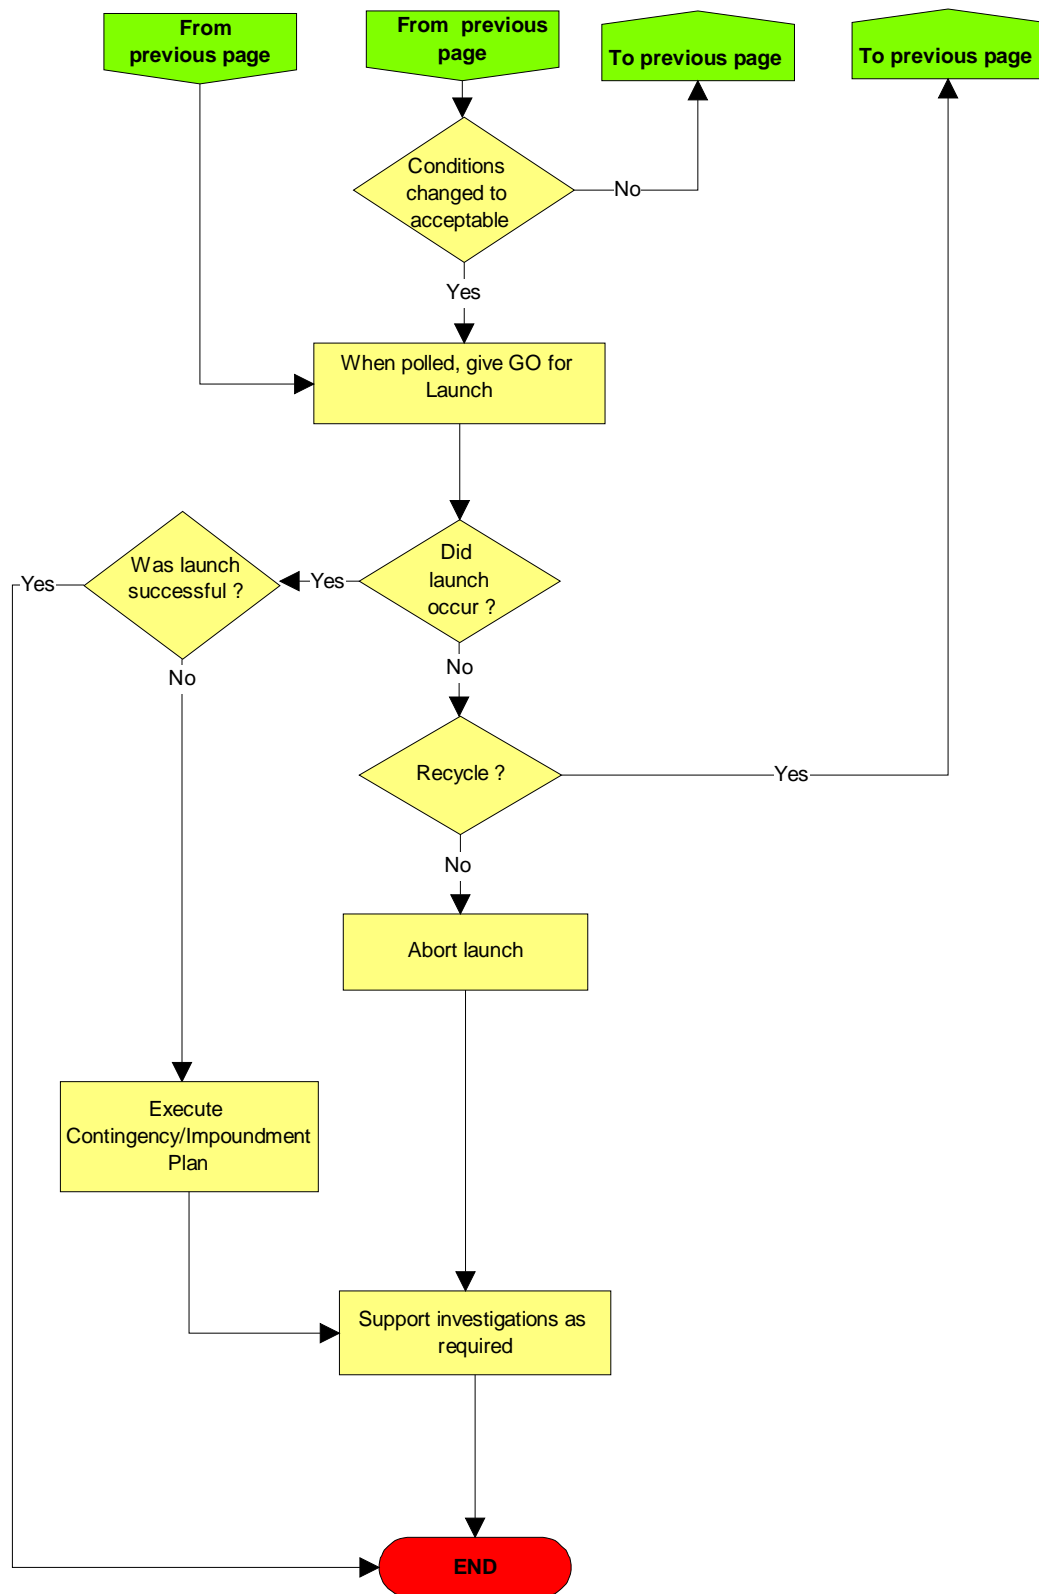 From
previous page
From  previous
page
To previous page
To previous page
Conditions
changed to
acceptable
No
Yes
When polled, give GO for
Launch
Was launch
successful ?
Yes
Yes
Did
launch
occur ?
No
No
Recycle ?
Yes
No
Abort launch
Execute
Contingency/Impoundment
Plan
Support investigations as
required
END